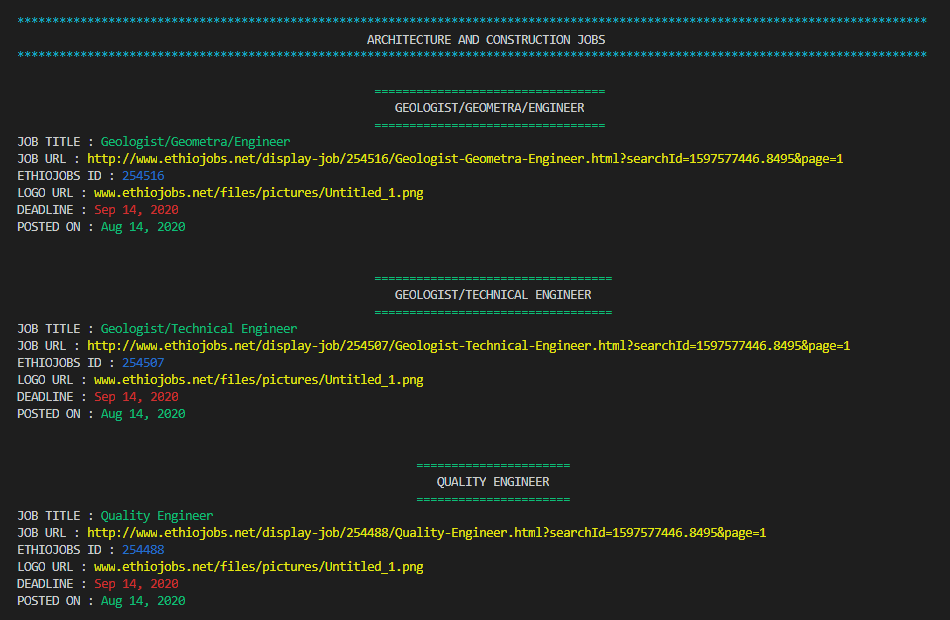 **********************************************************************************************************************************
ARCHITECTURE AND CONSTRUCTION JOBS
**********************************************************************************************************************************
=================================
GEOLOGIST/GEOMETRA/ENGINEER
=================================
JOB TITLE : Geologist/Geometra/Engineer
JOB URL : http://www.ethiojobs.net/display-job/254516/Geologist-Geometra-Engineer.html?searchId=1597577446.8495&page=1
ETHIOJOBS ID : 254516
LOGO URL : www.ethiojobs.net/files/pictures/Untitled_1.png
DEADLINE : Sep 14, 2020
POSTED ON : Aug 14, 2020
==================================
GEOLOGIST/TECHNICAL ENGINEER
==================================
JOB TITLE : Geologist/Technical Engineer
JOB URL : http://www.ethiojobs.net/display-job/254507/Geologist-Technical-Engineer.html?searchId=1597577446.8495&page=1
ETHIOJOBS ID : 254507
LOGO URL : www.ethiojobs.net/files/pictures/Untitled_1.png
DEADLINE : Sep 14, 2020
POSTED ON : Aug 14, 2020
======================
QUALITY ENGINEER
======================
JOB TITLE : Quality Engineer
JOB URL : http://www.ethiojobs.net/display-job/254488/Quality-Engineer.html?searchId=1597577446.8495&page=1
ETHIOJOBS ID : 254488
LOGO URL : www.ethiojobs.net/files/pictures/Untitled_1.png
DEADLINE : Sep 14, 2020
POSTED ON : Aug 14, 2020